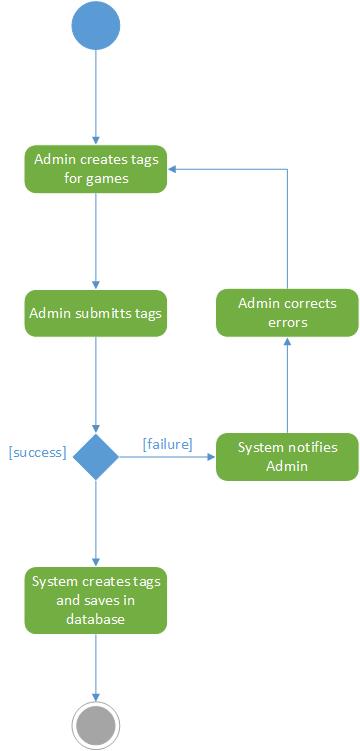 Admin creates tags
for games
Admin submitts tags
Admin corrects
errors
[success]
[failure]
System notifies
Admin
System creates tags
and saves in
database